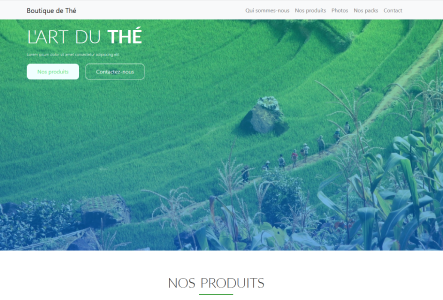 Boutique de Thé
Qui sommes-nous Nos produits Photos Nos packs Contact
L'ART DU THÉ
Lorem ipsum dolor sit amet consectetur adipisicing elit.
Nos produits Contactez-nous
NOS PRODUITS